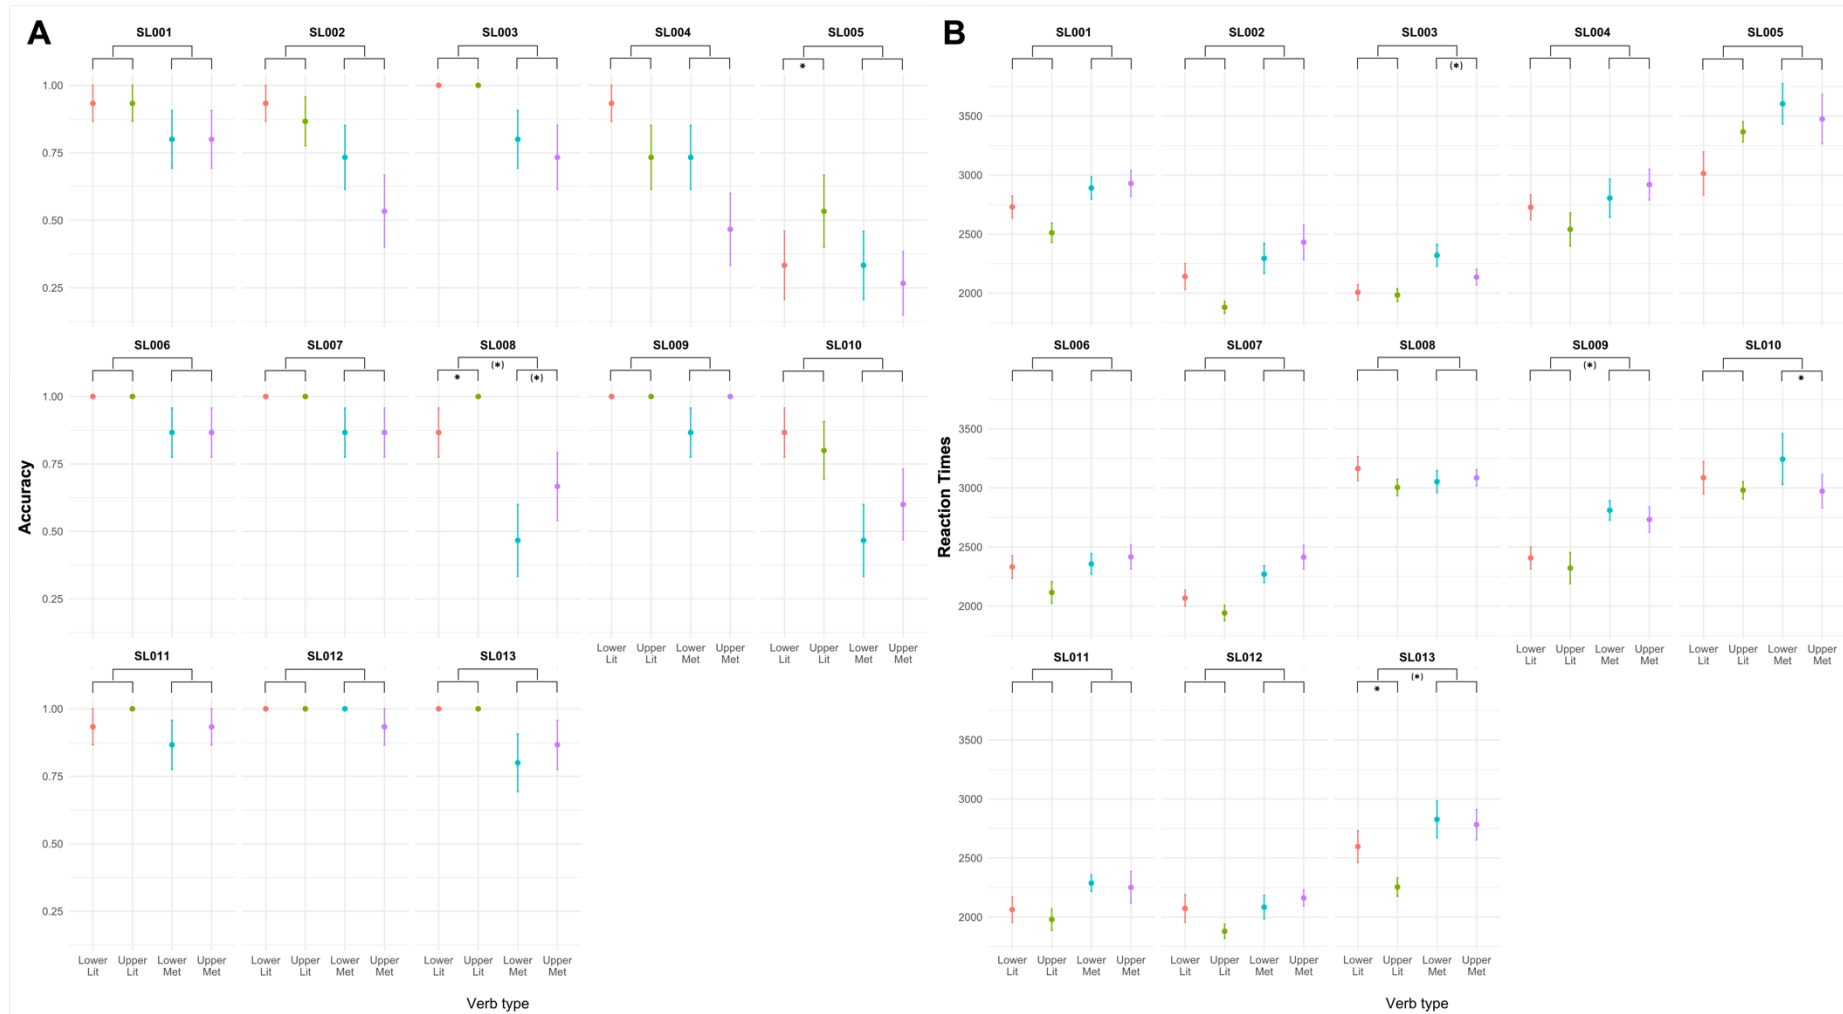 A
SL001 SL002 SL003 SL004 SL005
*
1.00
0.75
0.50
0.25
SL006 SL007 SL008 SL009 SL010
(*)
* (*)
1.00
0.75
0.50
0.25
Accuracy
Lower Lit Upper Lit Lower Met Upper Met Lower Lit Upper Lit Lower Met Upper Met
SL011 SL012 SL013
1.00
0.75
0.50
0.25
Lower Lit Upper Lit Lower Met Upper Met Lower Lit Upper Lit Lower Met Upper Met Lower Lit Upper Lit Lower Met Upper Met
Verb type
B
SL001 SL002 SL003 SL004 SL005
(*)
3500
3000
2500
2000
SL006 SL007 SL008 SL009 SL010
(*) *
3500
3000
2500
2000
Reaction Times
Lower Lit Upper Lit Lower Met Upper Met Lower Lit Upper Lit Lower Met Upper Met
SL011 SL012 SL013
* (*)
3500
3000
2500
2000
Lower Lit Upper Lit Lower Met Upper Met Lower Lit Upper Lit Lower Met Upper Met Lower Lit Upper Lit Lower Met Upper Met
Verb type